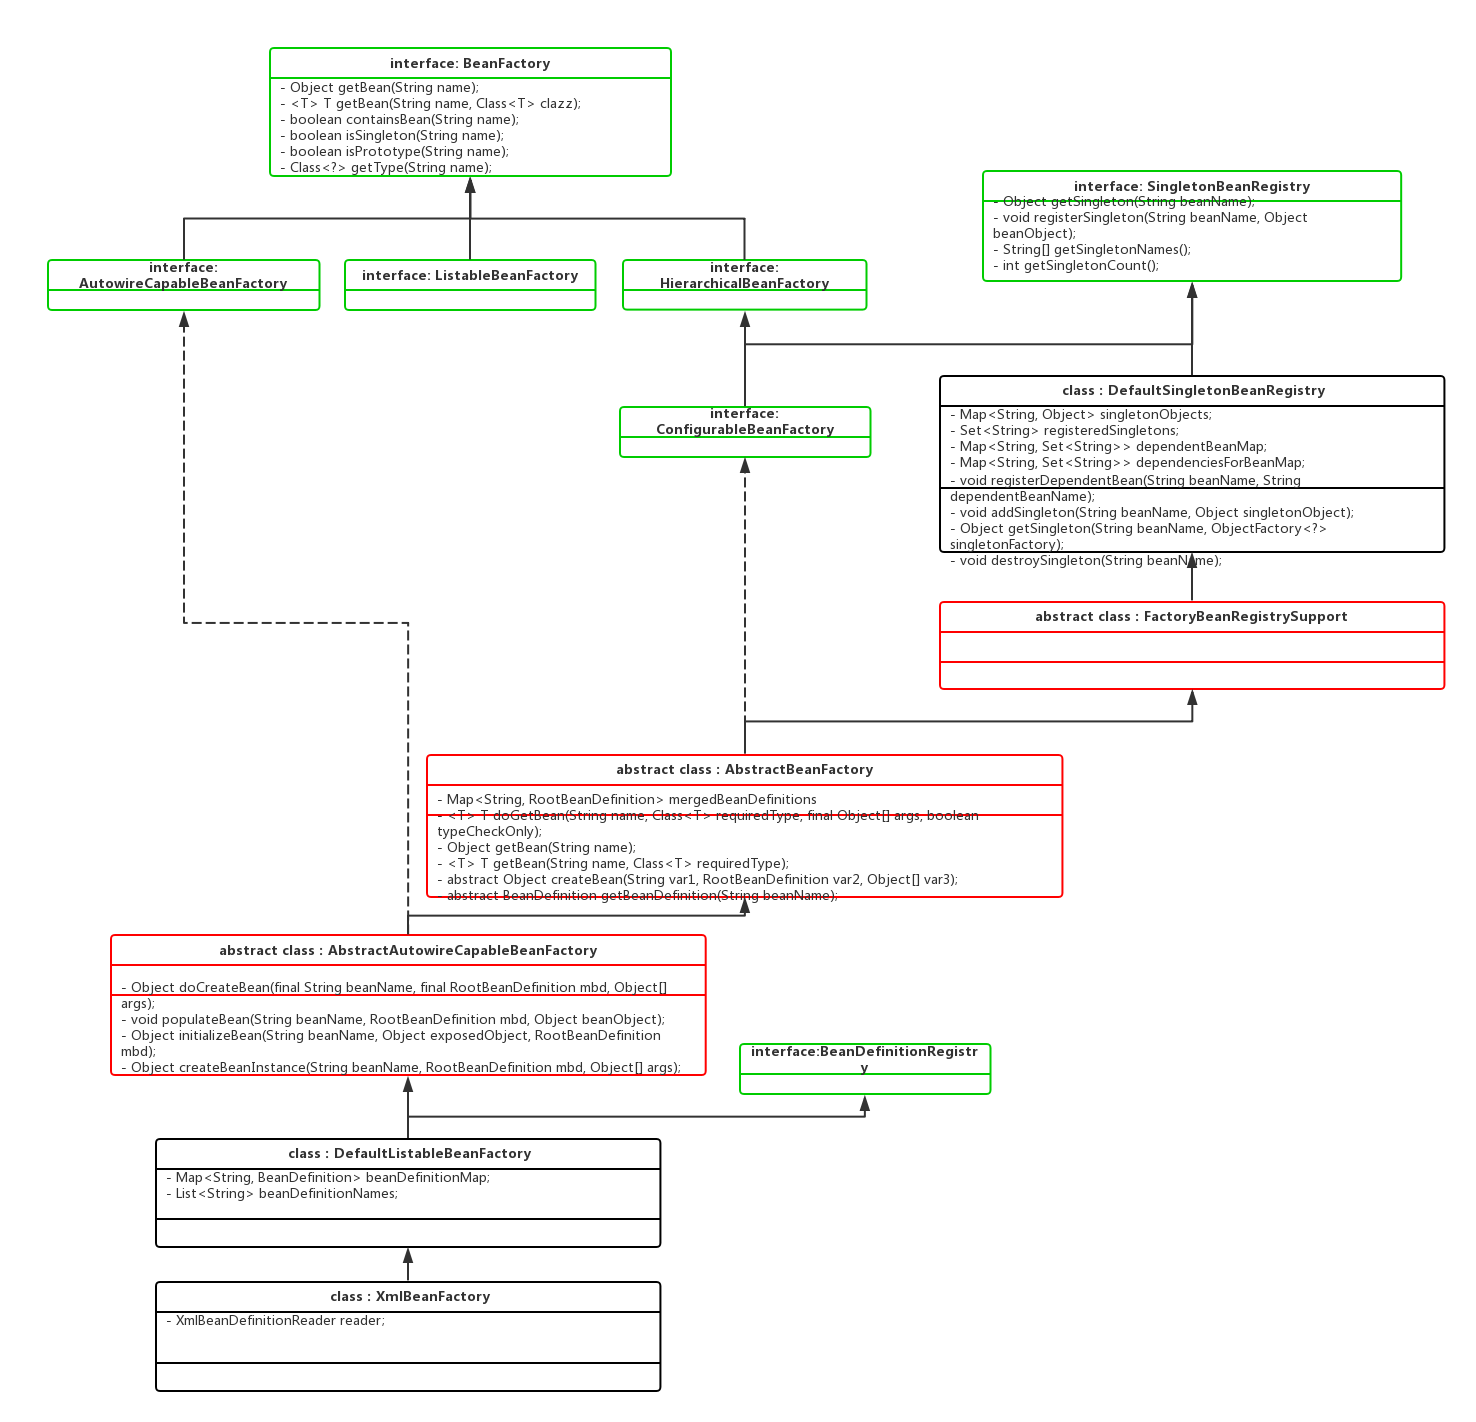 interface: BeanFactory
- Object getBean(String name);
- <T> T getBean(String name, Class<T> clazz);
- boolean containsBean(String name);
- boolean isSingleton(String name);
- boolean isPrototype(String name);
- Class<?> getType(String name);
interface: SingletonBeanRegistry
- Object getSingleton(String beanName);
- void registerSingleton(String beanName, Object
beanObject);
- String[] getSingletonNames();
- int getSingletonCount();
interface:
AutowireCapableBeanFactory
interface: ListableBeanFactory
interface:
HierarchicalBeanFactory
class : DefaultSingletonBeanRegistry
- Map<String, Object> singletonObjects;
- Set<String> registeredSingletons;
- Map<String, Set<String>> dependentBeanMap;
- Map<String, Set<String>> dependenciesForBeanMap;
- void registerDependentBean(String beanName, String
dependentBeanName);
- void addSingleton(String beanName, Object singletonObject);
- Object getSingleton(String beanName, ObjectFactory<?>
singletonFactory);
- void destroySingleton(String beanName);
interface:
ConfigurableBeanFactory
abstract class : FactoryBeanRegistrySupport
abstract class : AbstractBeanFactory
- Map<String, RootBeanDefinition> mergedBeanDefinitions
- <T> T doGetBean(String name, Class<T> requiredType, final Object[] args, boolean
typeCheckOnly);
- Object getBean(String name);
- <T> T getBean(String name, Class<T> requiredType);
- abstract Object createBean(String var1, RootBeanDefinition var2, Object[] var3);
- abstract BeanDefinition getBeanDefinition(String beanName);
abstract class : AbstractAutowireCapableBeanFactory
- Object doCreateBean(final String beanName, final RootBeanDefinition mbd, Object[]
args);
- void populateBean(String beanName, RootBeanDefinition mbd, Object beanObject);
- Object initializeBean(String beanName, Object exposedObject, RootBeanDefinition
mbd);
- Object createBeanInstance(String beanName, RootBeanDefinition mbd, Object[] args);
interface:BeanDefinitionRegistr
y
class : DefaultListableBeanFactory
- Map<String, BeanDefinition> beanDefinitionMap;
- List<String> beanDefinitionNames;
class : XmlBeanFactory
- XmlBeanDefinitionReader reader;